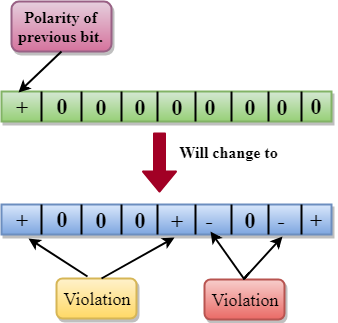 Polarity of
previous bit.
+ 0 0 0 0 0 0 0 0
Will change to
+ 0 0 0 + - 0 - +
Violation Violation